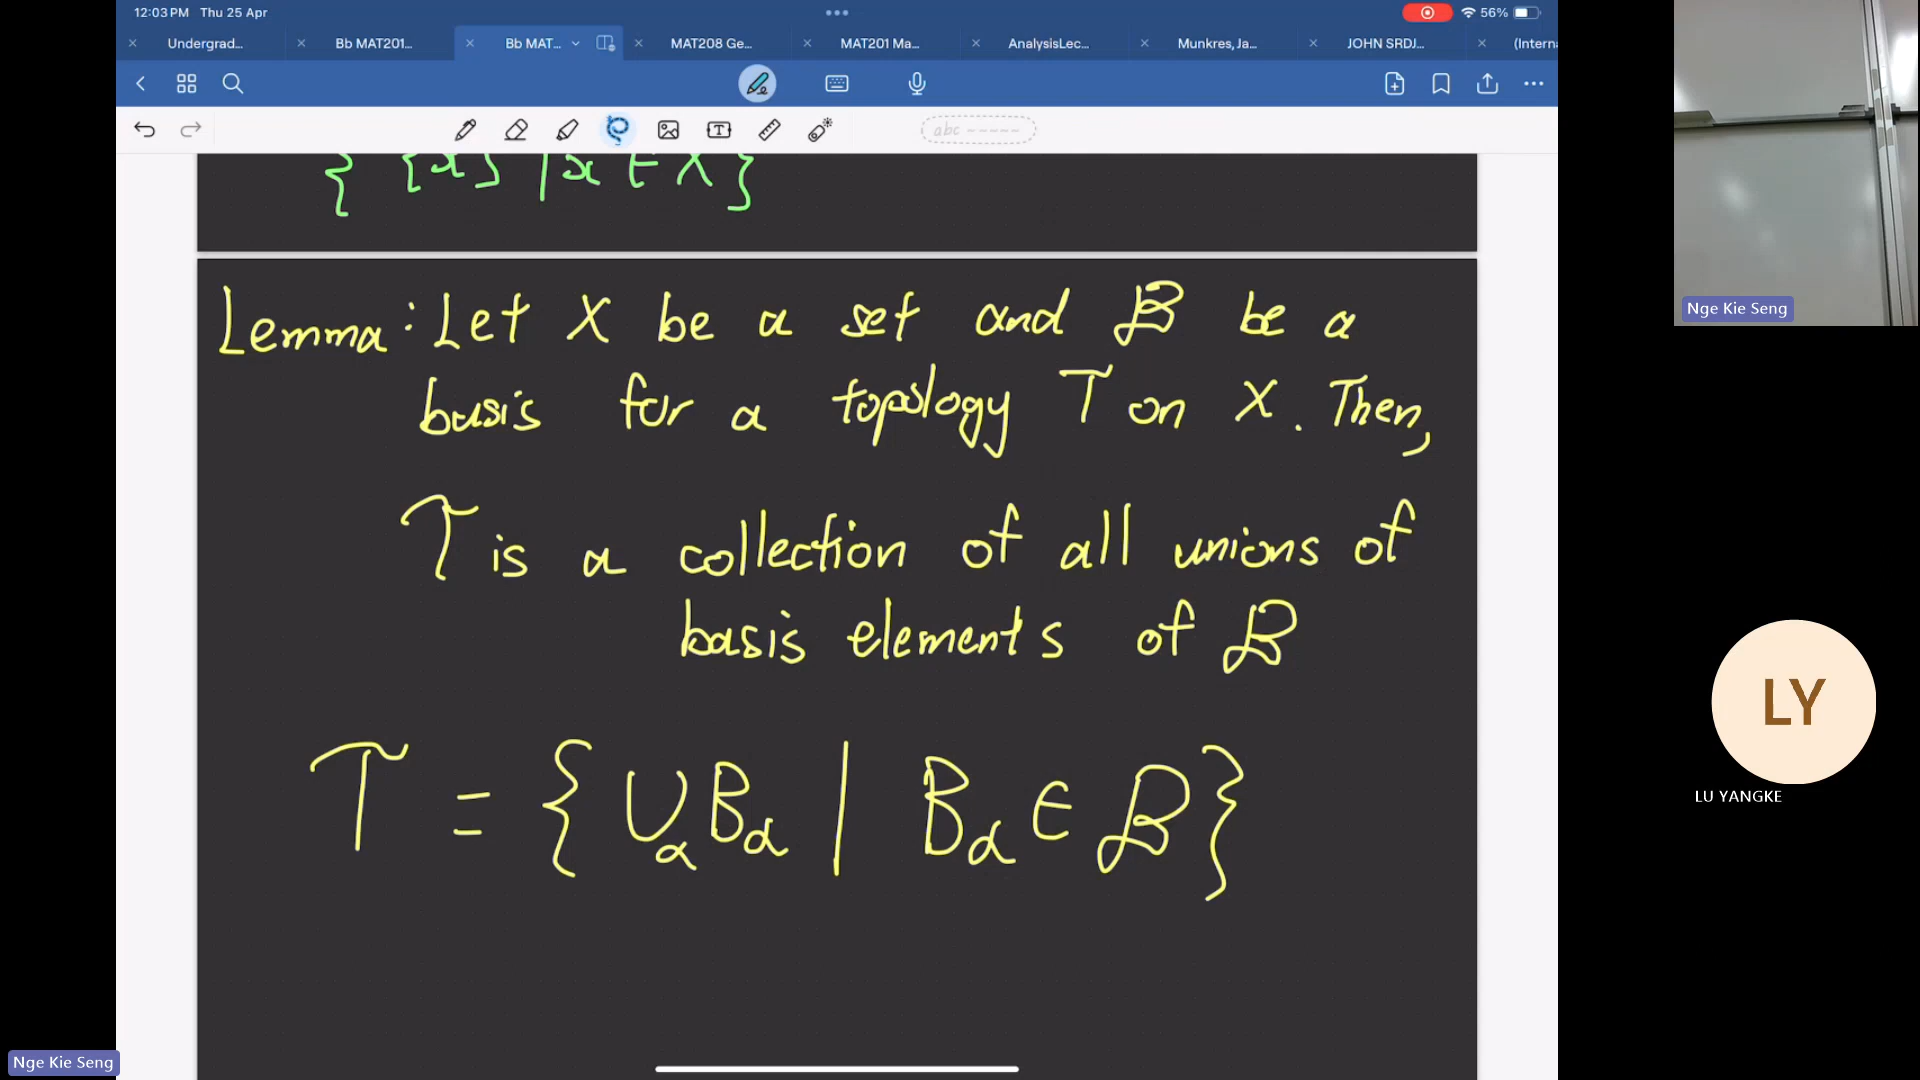 12:03 PM Thu 25 Apr
56%
Undergrad...
Bb MAT201...
Bb MAT...
MAT208 Ge...
MAT201 Ma...
AnalysisLec...
Munkres, Ja...
JOHN SRDJ...
(Intern
abc
{ {x} | x ∈ X }
Lemma: Let X be a set and ℬ be a
basis for a topology T on X. Then,
T is a collection of all unions of
basis elements of ℬ
T = { ∪α Bα | Bα ∈ ℬ }
Nge Kie Seng
LY
LU YANGKE
Nge Kie Seng